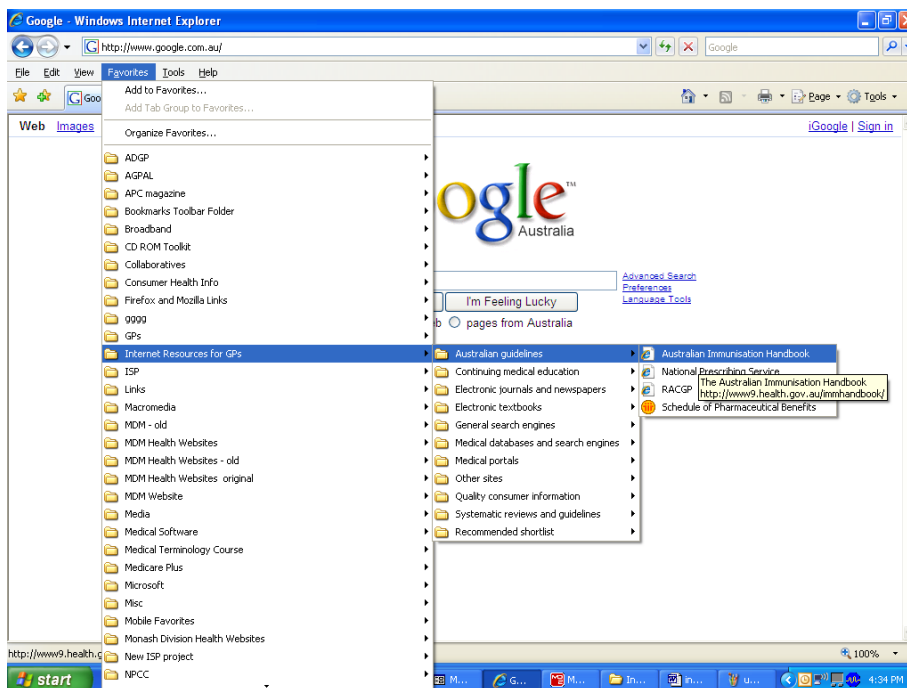 Google - Windows Internet Explorer
http://www.google.com.au/
Google
File Edit View Favorites Tools Help
Goo
Page Tools
Web Images
iGoogle | Sign in
Add to Favorites...
Add Tab Group to Favorites...
Organize Favorites...
ADGP
AGPAL
APC magazine
Bookmarks Toolbar Folder
Broadband
CD ROM Toolkit
Collaboratives
Consumer Health Info
Firefox and Mozilla Links
gggg
GPs
Internet Resources for GPs
ISP
Links
Macromedia
MDM - old
MDM Health Websites
MDM Health Websites - old
MDM Health Websites original
MDM Website
Media
Medical Software
Medical Terminology Course
Medicare Plus
Microsoft
Misc
Mobile Favorites
Monash Division Health Websites
New ISP project
NPCC
ogle™
Australia
Advanced Search
Preferences
Language Tools
I'm Feeling Lucky
b pages from Australia
Australian guidelines
Continuing medical education
Electronic journals and newspapers
Electronic textbooks
General search engines
Medical databases and search engines
Medical portals
Other sites
Quality consumer information
Systematic reviews and guidelines
Recommended shortlist
Australian Immunisation Handbook
National Prescribing Service
RACGP
Schedule of Pharmaceutical Benefits
The Australian Immunisation Handbook
http://www9.health.gov.au/immhandbook/
http://www9.health.g
100%
start
M...
G...
M...
In...
in...
u...
4:34 PM